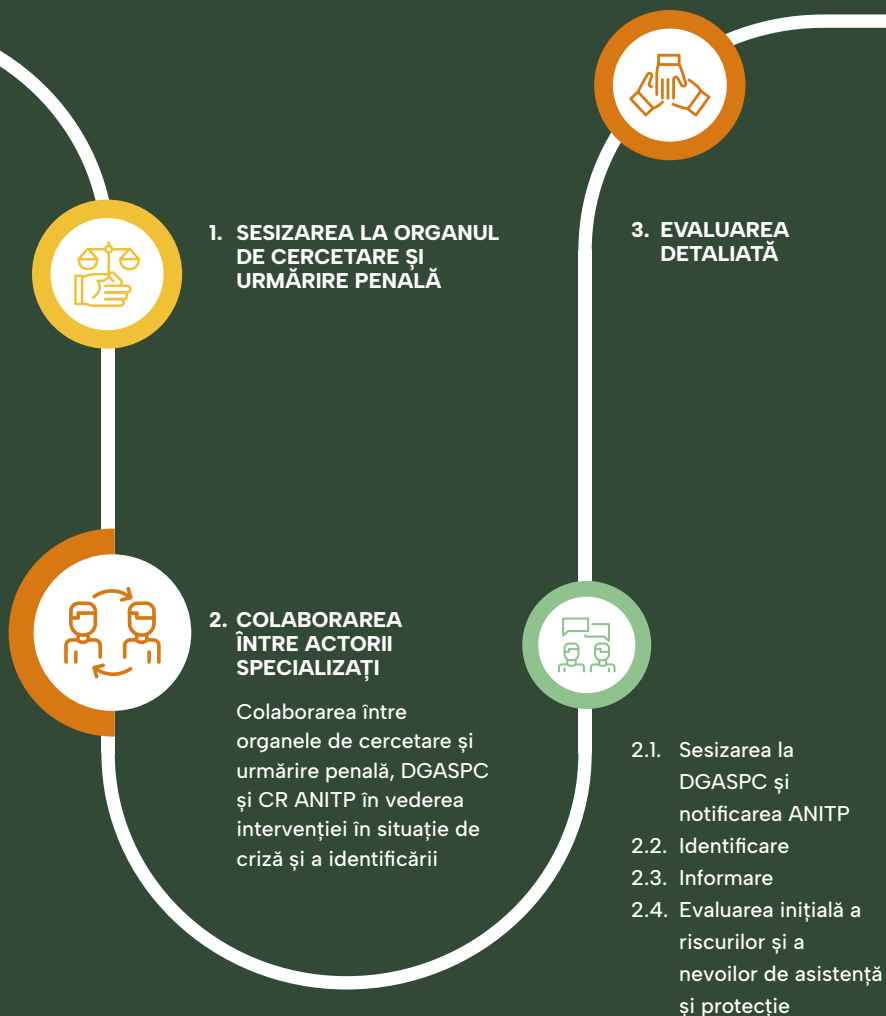 1. SESIZAREA LA ORGANUL
DE CERCETARE ȘI
URMĂRIRE PENALĂ
2. COLABORAREA
ÎNTRE ACTORII
SPECIALIZAȚI
Colaborarea între
organele de cercetare și
urmărire penală, DGASPC
și CR ANITP în vederea
intervenției în situație de
criză și a identificării
2.1. Sesizarea la
DGASPC și
notificarea ANITP
2.2. Identificare
2.3. Informare
2.4. Evaluarea inițială a
riscurilor și a
nevoilor de asistență
și protecție
3. EVALUAREA
DETALIATĂ